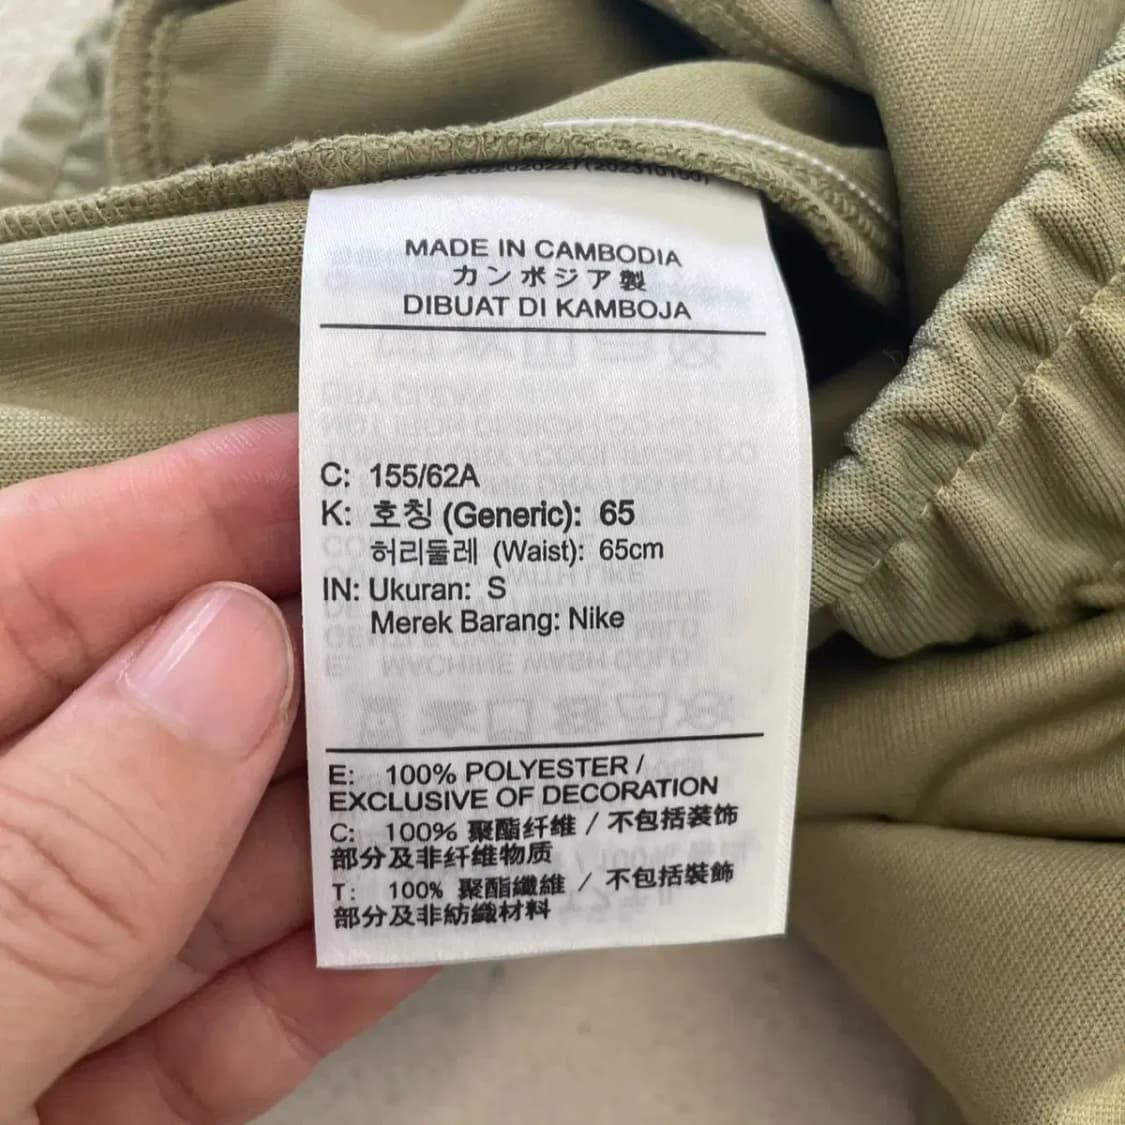 MADE IN CAMBODIA
カンボジア製
DIBUAT DI KAMBOJA
C: 155/62A
K: 호칭 (Generic): 65
허리둘레 (Waist): 65cm
IN: Ukuran: S
Merek Barang: Nike
E: 100% POLYESTER /
EXCLUSIVE OF DECORATION
C: 100% 聚酯纤维 / 不包括装饰
部分及非纤维物质
T: 100% 聚酯纖維 / 不包括裝飾
部分及非紡織材料